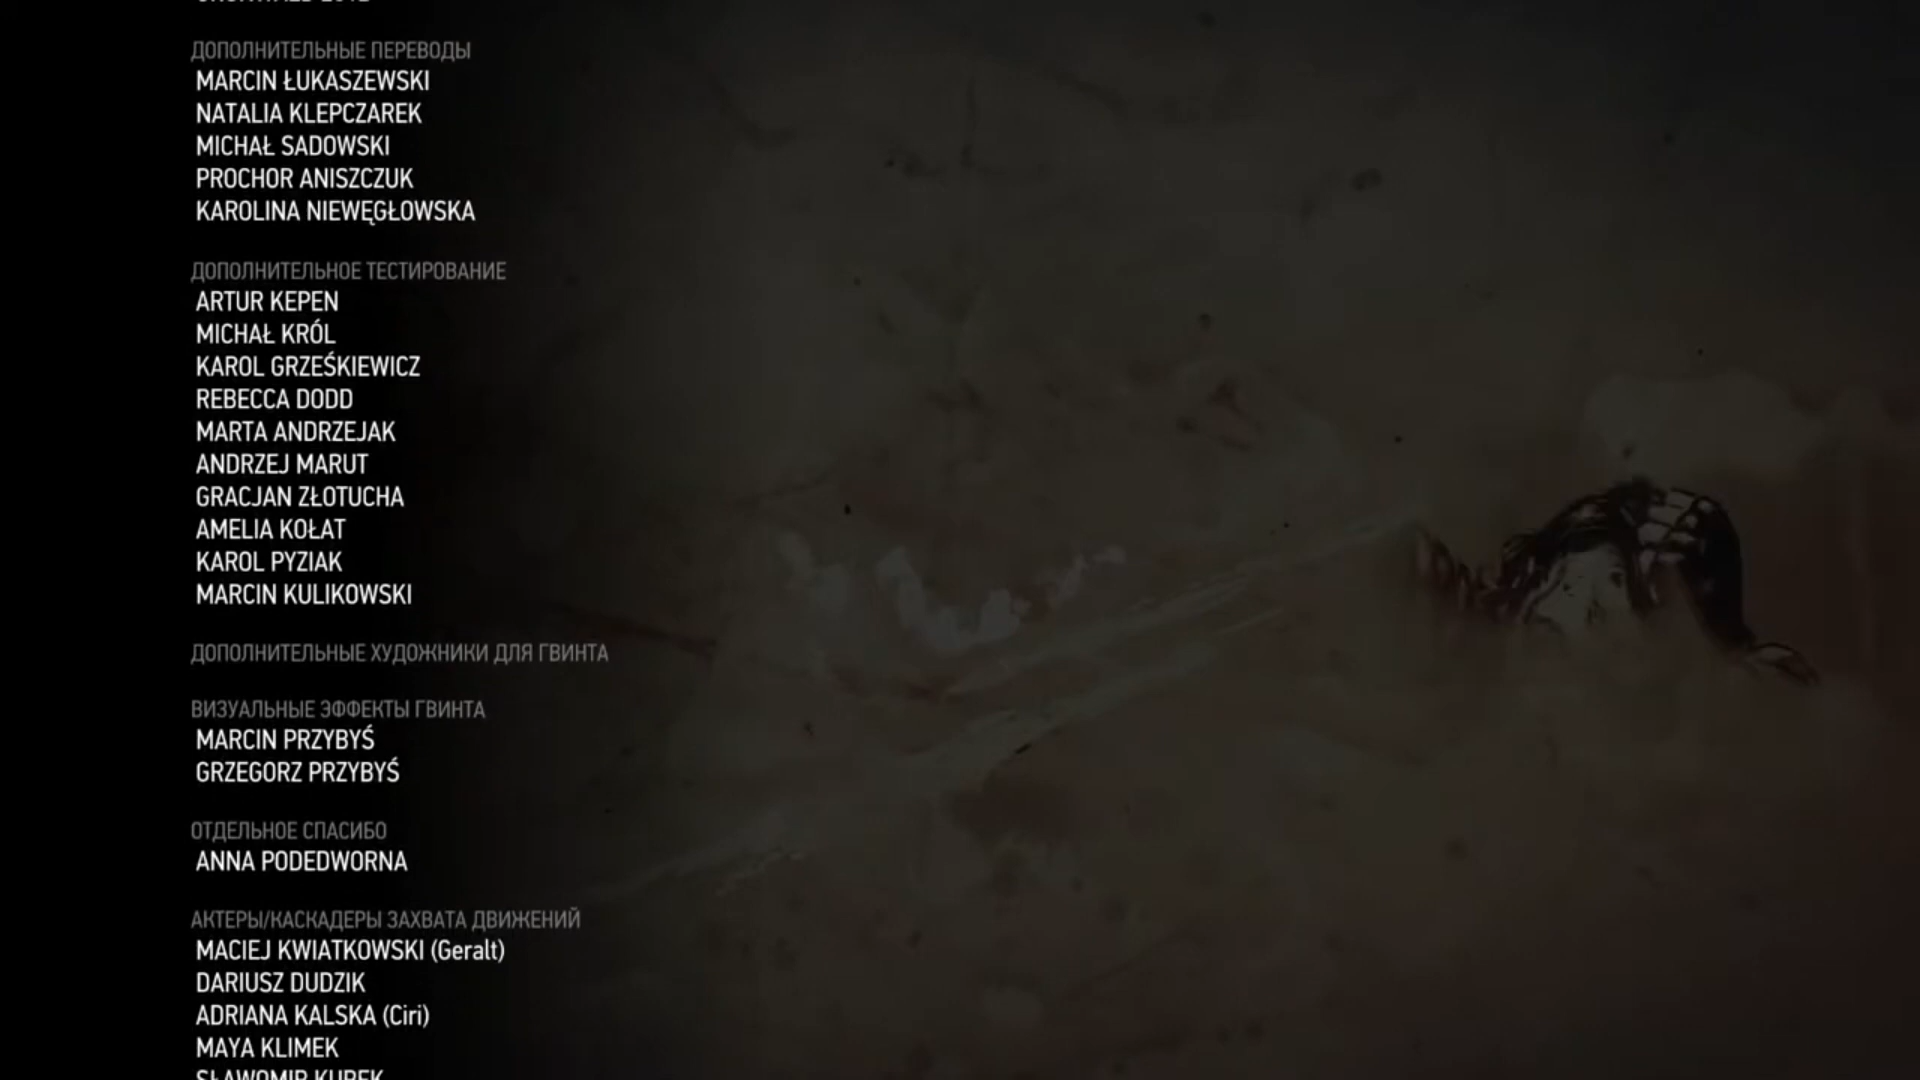 ДОПОЛНИТЕЛЬНЫЕ ПЕРЕВОДЫ
MARCIN ŁUKASZEWSKI
NATALIA KLEPCZAREK
MICHAŁ SADOWSKI
PROCHOR ANISZCZUK
KAROLINA NIEWĘGŁOWSKA
ДОПОЛНИТЕЛЬНОЕ ТЕСТИРОВАНИЕ
ARTUR KEPEN
MICHAŁ KRÓL
KAROL GRZEŚKIEWICZ
REBECCA DODD
MARTA ANDRZEJAK
ANDRZEJ MARUT
GRACJAN ZŁOTUCHA
AMELIA KOŁAT
KAROL PYZIAK
MARCIN KULIKOWSKI
ДОПОЛНИТЕЛЬНЫЕ ХУДОЖНИКИ ДЛЯ ГВИНТА
ВИЗУАЛЬНЫЕ ЭФФЕКТЫ ГВИНТА
MARCIN PRZYBYŚ
GRZEGORZ PRZYBYŚ
ОТДЕЛЬНОЕ СПАСИБО
ANNA PODEDWORNA
АКТЕРЫ/КАСКАДЕРЫ ЗАХВАТА ДВИЖЕНИЙ
MACIEJ KWIATKOWSKI (Geralt)
DARIUSZ DUDZIK
ADRIANA KALSKA (Ciri)
MAYA KLIMEK